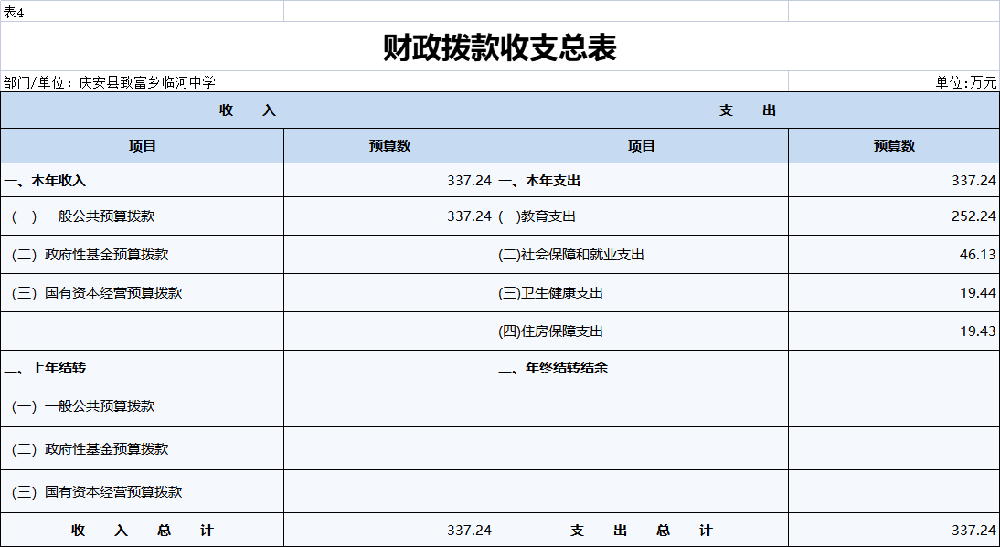 表4
财政拨款收支总表
部门/单位：庆安县致富乡临河中学 单位:万元
收 入 支 出
项目 预算数 项目 预算数
一、本年收入 337.24 一、本年支出 337.24
（一）一般公共预算拨款 337.24 (一)教育支出 252.24
（二）政府性基金预算拨款 (二)社会保障和就业支出 46.13
（三）国有资本经营预算拨款 (三)卫生健康支出 19.44
(四)住房保障支出 19.43
二、上年结转 二、年终结转结余
（一）一般公共预算拨款
（二）政府性基金预算拨款
（三）国有资本经营预算拨款
收 入 总 计 337.24 支 出 总 计 337.24